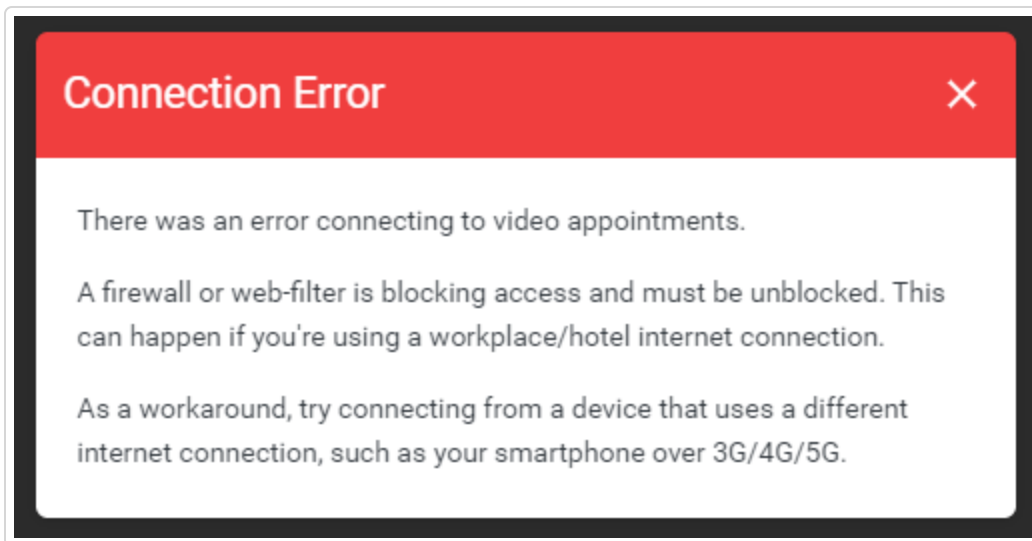 Connection Error
There was an error connecting to video appointments.
A firewall or web-filter is blocking access and must be unblocked. This
can happen if you're using a workplace/hotel internet connection.
As a workaround, try connecting from a device that uses a different
internet connection, such as your smartphone over 3G/4G/5G.